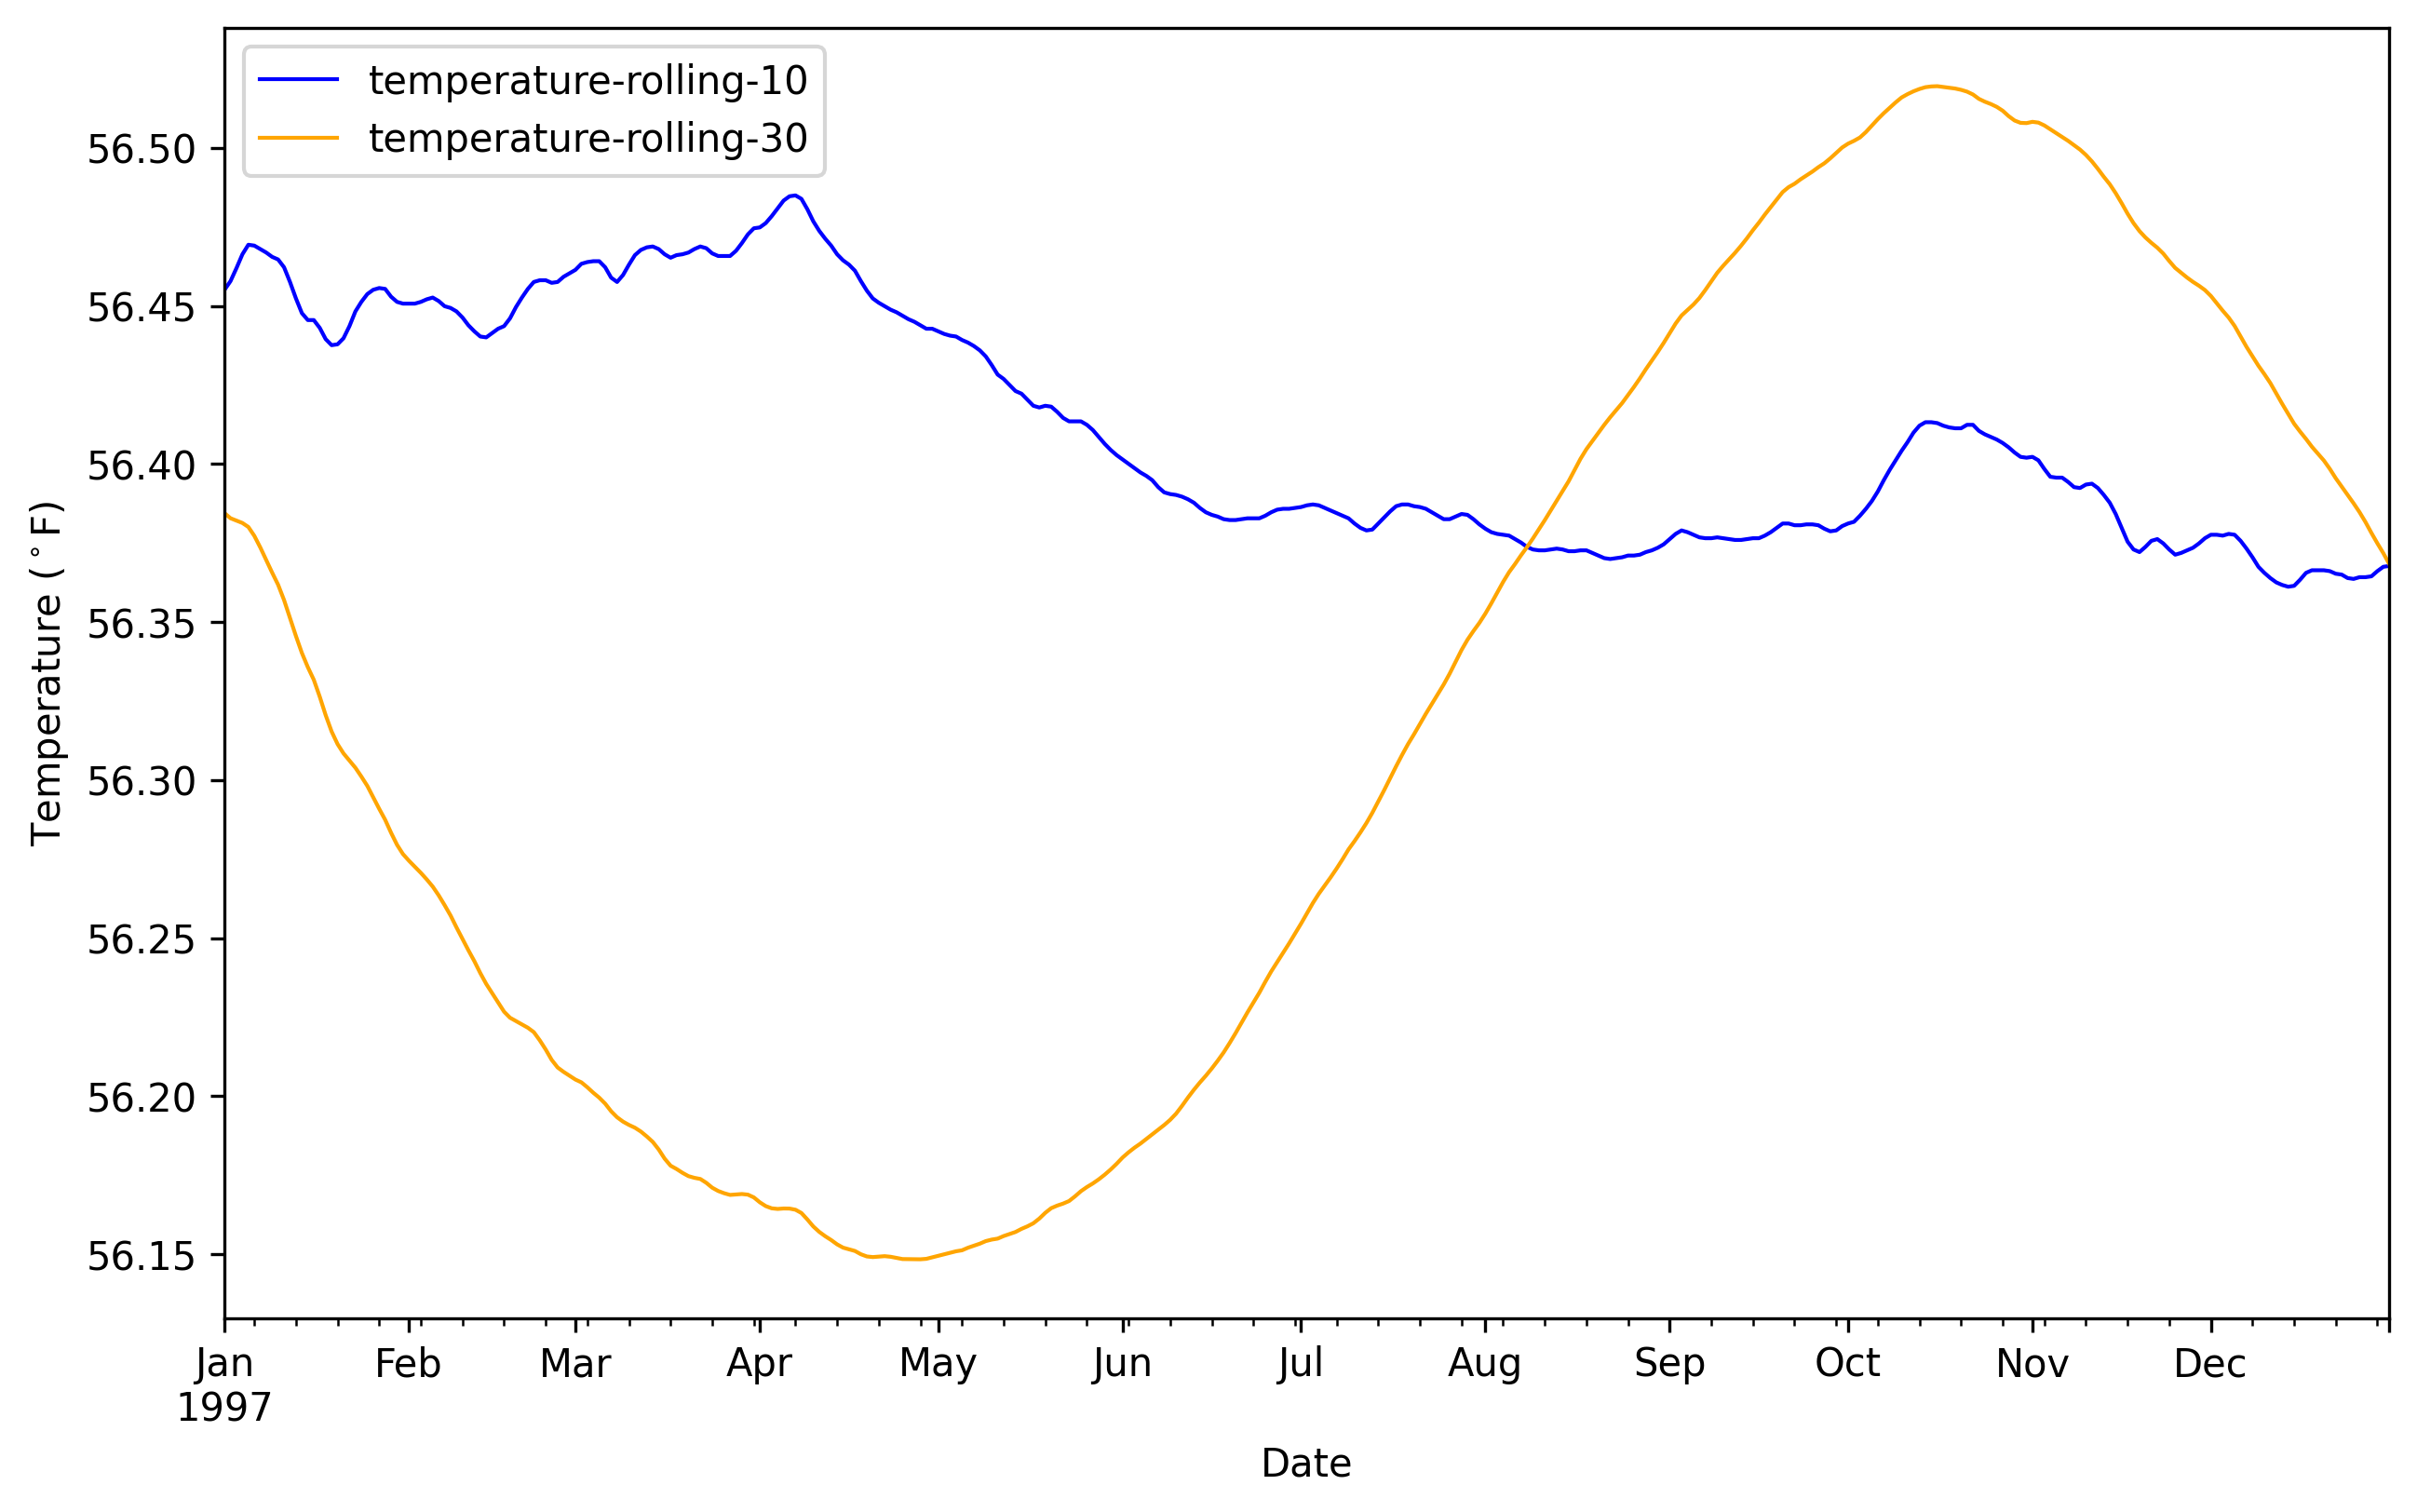 temperature-rolling-10
temperature-rolling-30
56.50
56.45
56.40
56.35
56.30
56.25
56.20
56.15
Temperature (°F)
Jan Feb Mar Apr May Jun Jul Aug Sep Oct Nov Dec
1997
Date